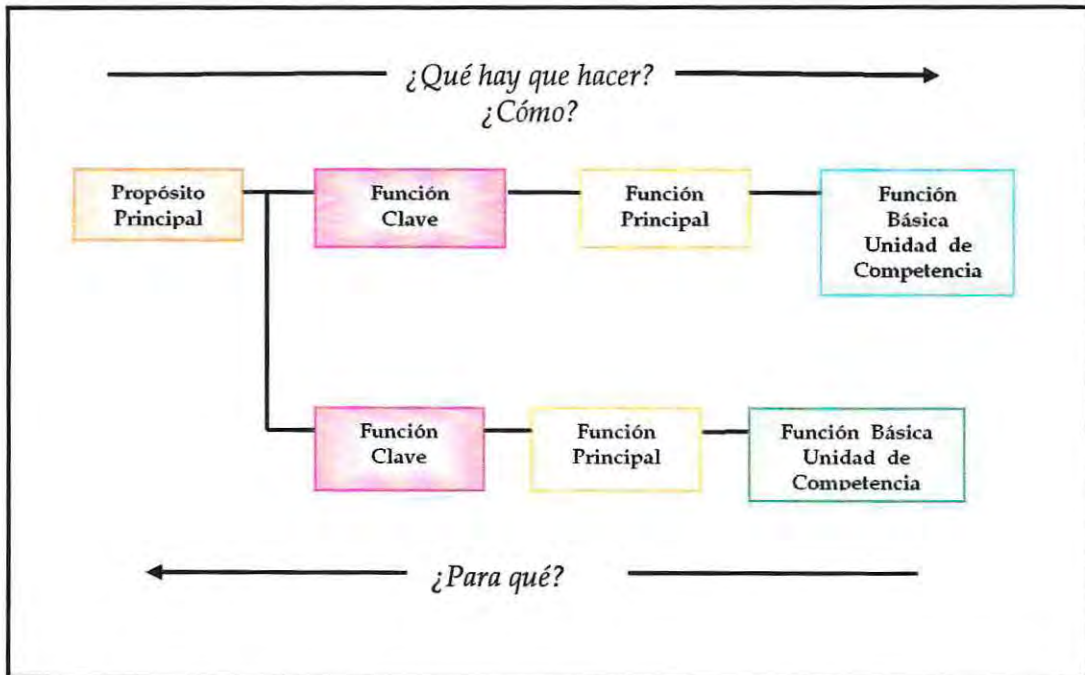 ¿Qué hay que hacer?
¿Cómo?
Propósito
Principal
Función
Clave
Función
Principal
Función
Básica
Unidad de
Competencia
Función
Clave
Función
Principal
Función Básica
Unidad de
Competencia
¿Para qué?